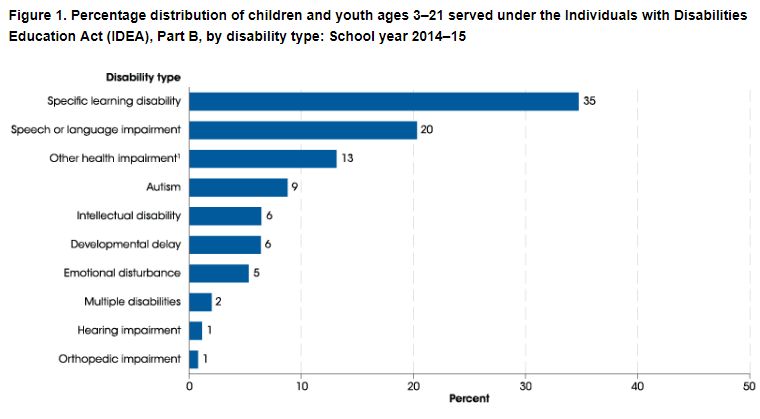 Figure 1. Percentage distribution of children and youth ages 3–21 served under the Individuals with Disabilities
Education Act (IDEA), Part B, by disability type: School year 2014–15
Disability type
Specific learning disability 35
Speech or language impairment 20
Other health impairment¹ 13
Autism 9
Intellectual disability 6
Developmental delay 6
Emotional disturbance 5
Multiple disabilities 2
Hearing impairment 1
Orthopedic impairment 1
0 10 20 30 40 50
Percent